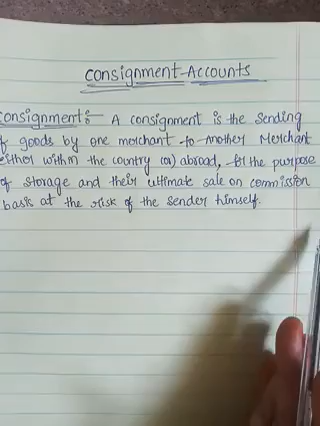 consignment Accounts
consignment:- A consignment is the sending
f goods by one merchant to Another Merchant
either within the country (or) abroad, for the purpose
of storage and their ultimate sale on commission
basis at the risk of the sender himself.